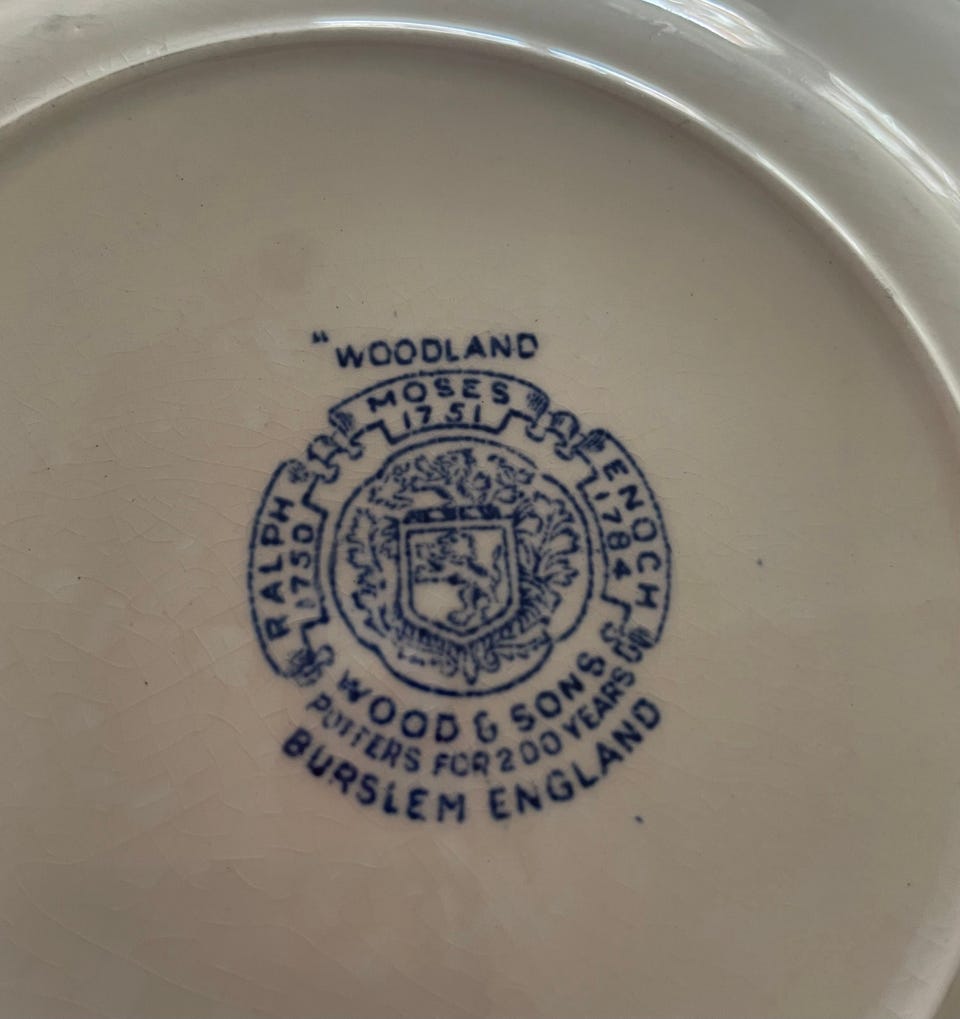 "WOODLAND
MOSES
1751
RALPH
1750
ENOCH
1784
WOOD & SONS
POTTERS FOR 200 YEARS
BURSLEM ENGLAND